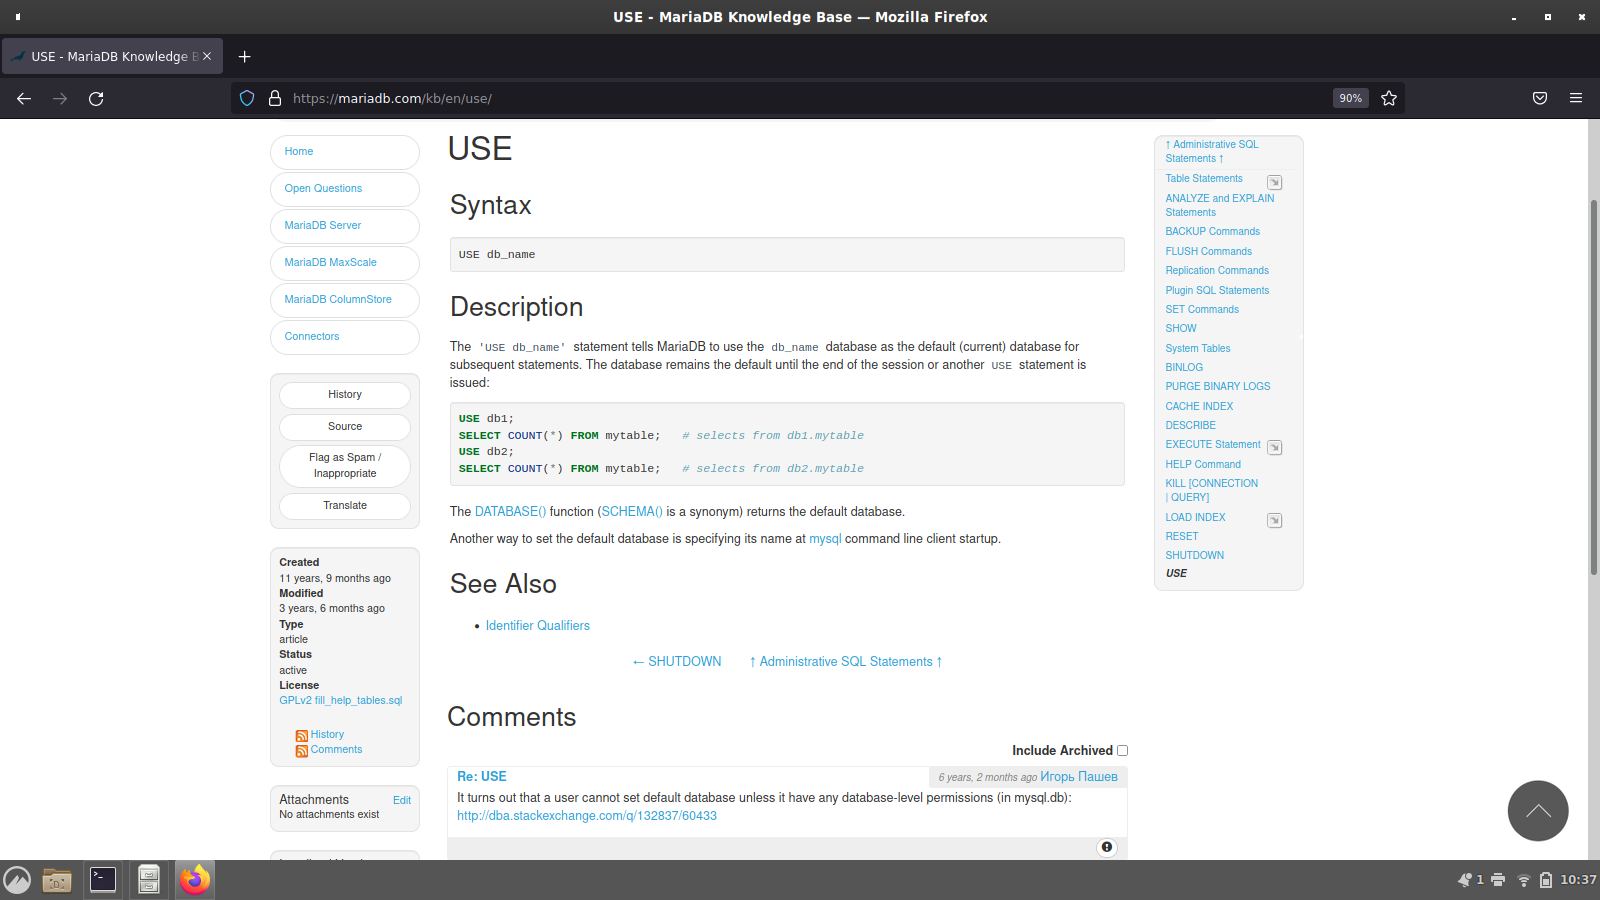 USE - MariaDB Knowledge Base — Mozilla Firefox
USE - MariaDB Knowledge B
https://mariadb.com/kb/en/use/
90%
Home
Open Questions
MariaDB Server
MariaDB MaxScale
MariaDB ColumnStore
Connectors
History
Source
Flag as Spam /
Inappropriate
Translate
Created
11 years, 9 months ago
Modified
3 years, 6 months ago
Type
article
Status
active
License
GPLv2 fill_help_tables.sql
History
Comments
Attachments
Edit
No attachments exist
USE
Syntax
USE db_name
Description
The 'USE db_name' statement tells MariaDB to use the db_name database as the default (current) database for
subsequent statements. The database remains the default until the end of the session or another USE statement is
issued:
USE db1;
SELECT COUNT(*) FROM mytable;   # selects from db1.mytable
USE db2;
SELECT COUNT(*) FROM mytable;   # selects from db2.mytable
The DATABASE() function (SCHEMA() is a synonym) returns the default database.
Another way to set the default database is specifying its name at mysql command line client startup.
See Also
• Identifier Qualifiers
← SHUTDOWN ↑ Administrative SQL Statements ↑
Comments
Include Archived
Re: USE
6 years, 2 months ago Игорь Пашев
It turns out that a user cannot set default database unless it have any database-level permissions (in mysql.db):
http://dba.stackexchange.com/q/132837/60433
↑ Administrative SQL
Statements ↑
Table Statements
ANALYZE and EXPLAIN
Statements
BACKUP Commands
FLUSH Commands
Replication Commands
Plugin SQL Statements
SET Commands
SHOW
System Tables
BINLOG
PURGE BINARY LOGS
CACHE INDEX
DESCRIBE
EXECUTE Statement
HELP Command
KILL [CONNECTION
| QUERY]
LOAD INDEX
RESET
SHUTDOWN
USE
1
10:37